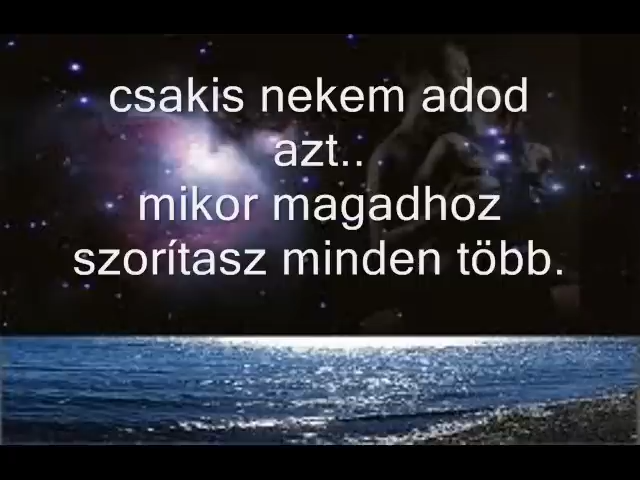 csakis nekem adod
azt..
mikor magadhoz
szorítasz minden több.